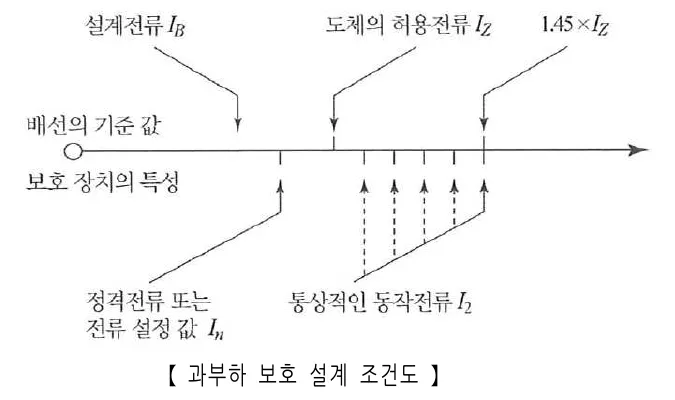 설계전류 I_B
도체의 허용전류 I_Z
1.45×I_Z
배선의 기준 값
보호 장치의 특성
정격전류 또는
전류 설정 값 I_n
통상적인 동작전류 I_2
【 과부하 보호 설계 조건도 】